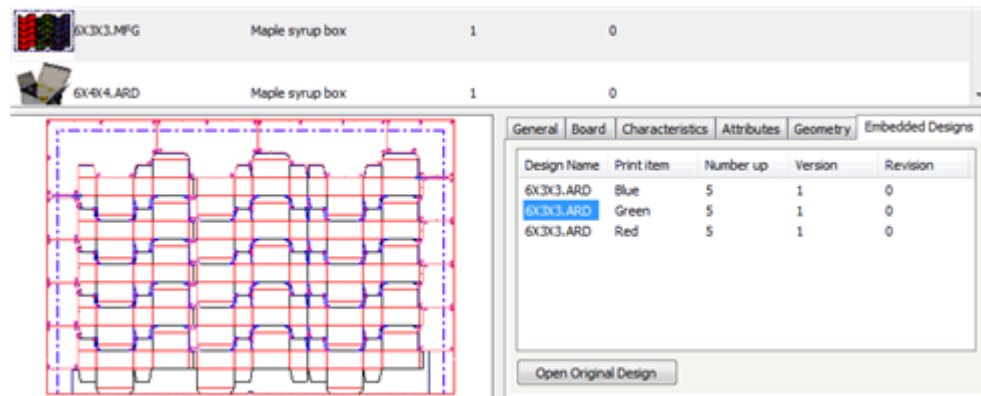 6X3X3.MFG Maple syrup box 1 0
6X4X4.ARD Maple syrup box 1 0
General Board Characteristics Attributes Geometry Embedded Designs
Design Name Print item Number up Version Revision
6X3X3.ARD Blue 5 1 0
6X3X3.ARD Green 5 1 0
6X3X3.ARD Red 5 1 0
Open Original Design